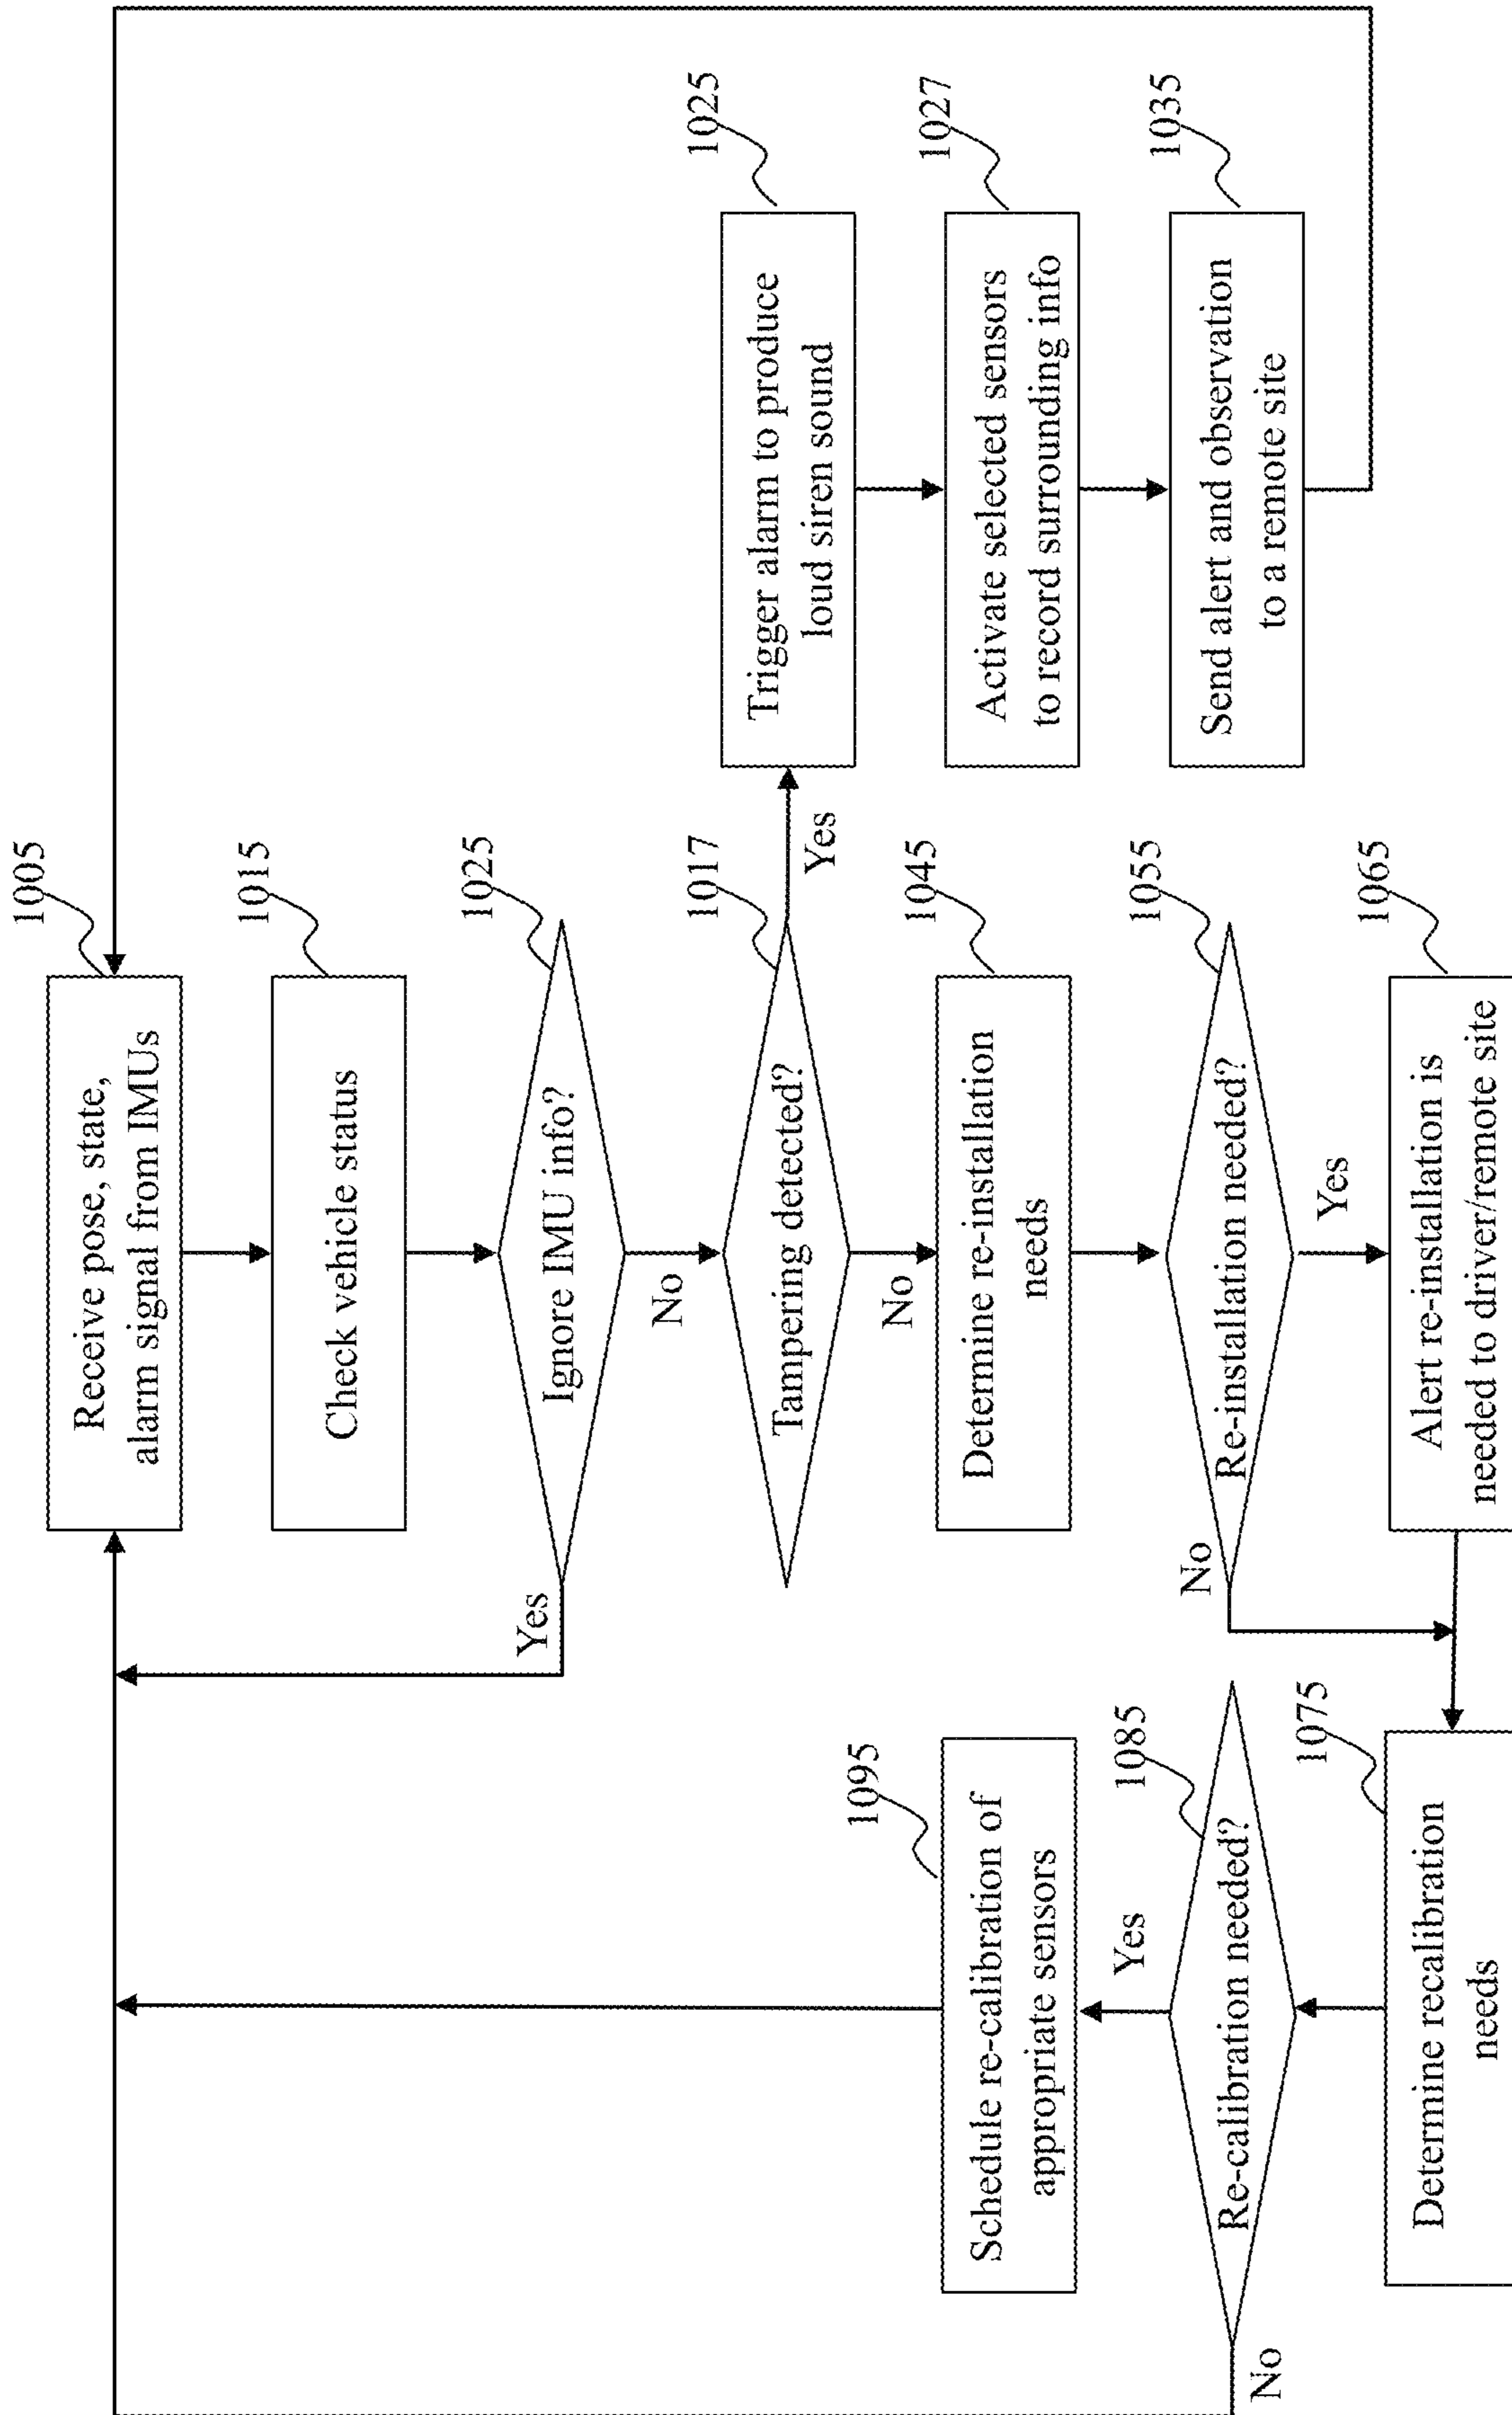 Receive pose, state,
alarm signal from IMUs
1005
Check vehicle status
1015
Ignore IMU info?
1025
Yes
No
Tampering detected?
1017
Yes
No
Trigger alarm to produce
loud siren sound
1025
Activate selected sensors
to record surrounding info
1027
Send alert and observation
to a remote site
1035
Determine re-installation
needs
1045
Re-installation needed?
1055
No
Yes
Alert re-installation is
needed to driver/remote site
1065
Determine recalibration
needs
1075
Re-calibration needed?
1085
Yes
No
Schedule re-calibration of
appropriate sensors
1095